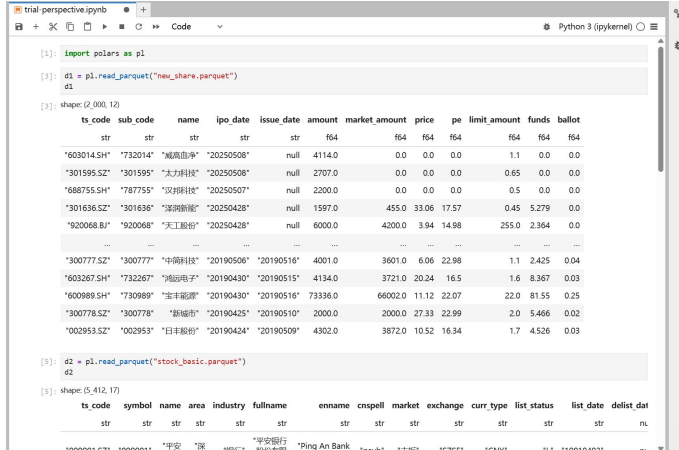 trial-perspective.ipynb
Code
Python 3 (ipykernel)
[1]: import polars as pl
[3]: d1 = pl.read_parquet("new_share.parquet")
d1
[3]: shape: (2_000, 12)
ts_code sub_code name ipo_date issue_date amount market_amount price pe limit_amount funds ballot
str str str str str f64 f64 f64 f64 f64 f64 f64
"603014.SH" "732014" "威高血净" "20250508" null 4114.0 0.0 0.0 0.0 1.1 0.0 0.0
"301595.SZ" "301595" "太力科技" "20250508" null 2707.0 0.0 0.0 0.0 0.65 0.0 0.0
"688755.SH" "787755" "汉邦科技" "20250507" null 2200.0 0.0 0.0 0.0 0.5 0.0 0.0
"301636.SZ" "301636" "泽润新能" "20250428" null 1597.0 455.0 33.06 17.57 0.45 5.279 0.0
"920068.BJ" "920068" "天工股份" "20250428" null 6000.0 4200.0 3.94 14.98 255.0 2.364 0.0
… … … … … … … … … … … …
"300777.SZ" "300777" "中简科技" "20190506" "20190516" 4001.0 3601.0 6.06 22.98 1.1 2.425 0.04
"603267.SH" "732267" "鸿远电子" "20190430" "20190515" 4134.0 3721.0 20.24 16.5 1.6 8.367 0.03
"600989.SH" "730989" "宝丰能源" "20190430" "20190516" 73336.0 66002.0 11.12 22.07 22.0 81.55 0.25
"300778.SZ" "300778" "新城市" "20190425" "20190510" 2000.0 2000.0 27.33 22.99 2.0 5.466 0.02
"002953.SZ" "002953" "日丰股份" "20190424" "20190509" 4302.0 3872.0 10.52 16.34 1.7 4.526 0.03
[5]: d2 = pl.read_parquet("stock_basic.parquet")
d2
[5]: shape: (5_412, 17)
ts_code symbol name area industry fullname enname cnspell market exchange curr_type list_status list_date delist_dat
str str str str str str str str str str str str str nu
"平安银行
"平安 "深 "Ping An Bank